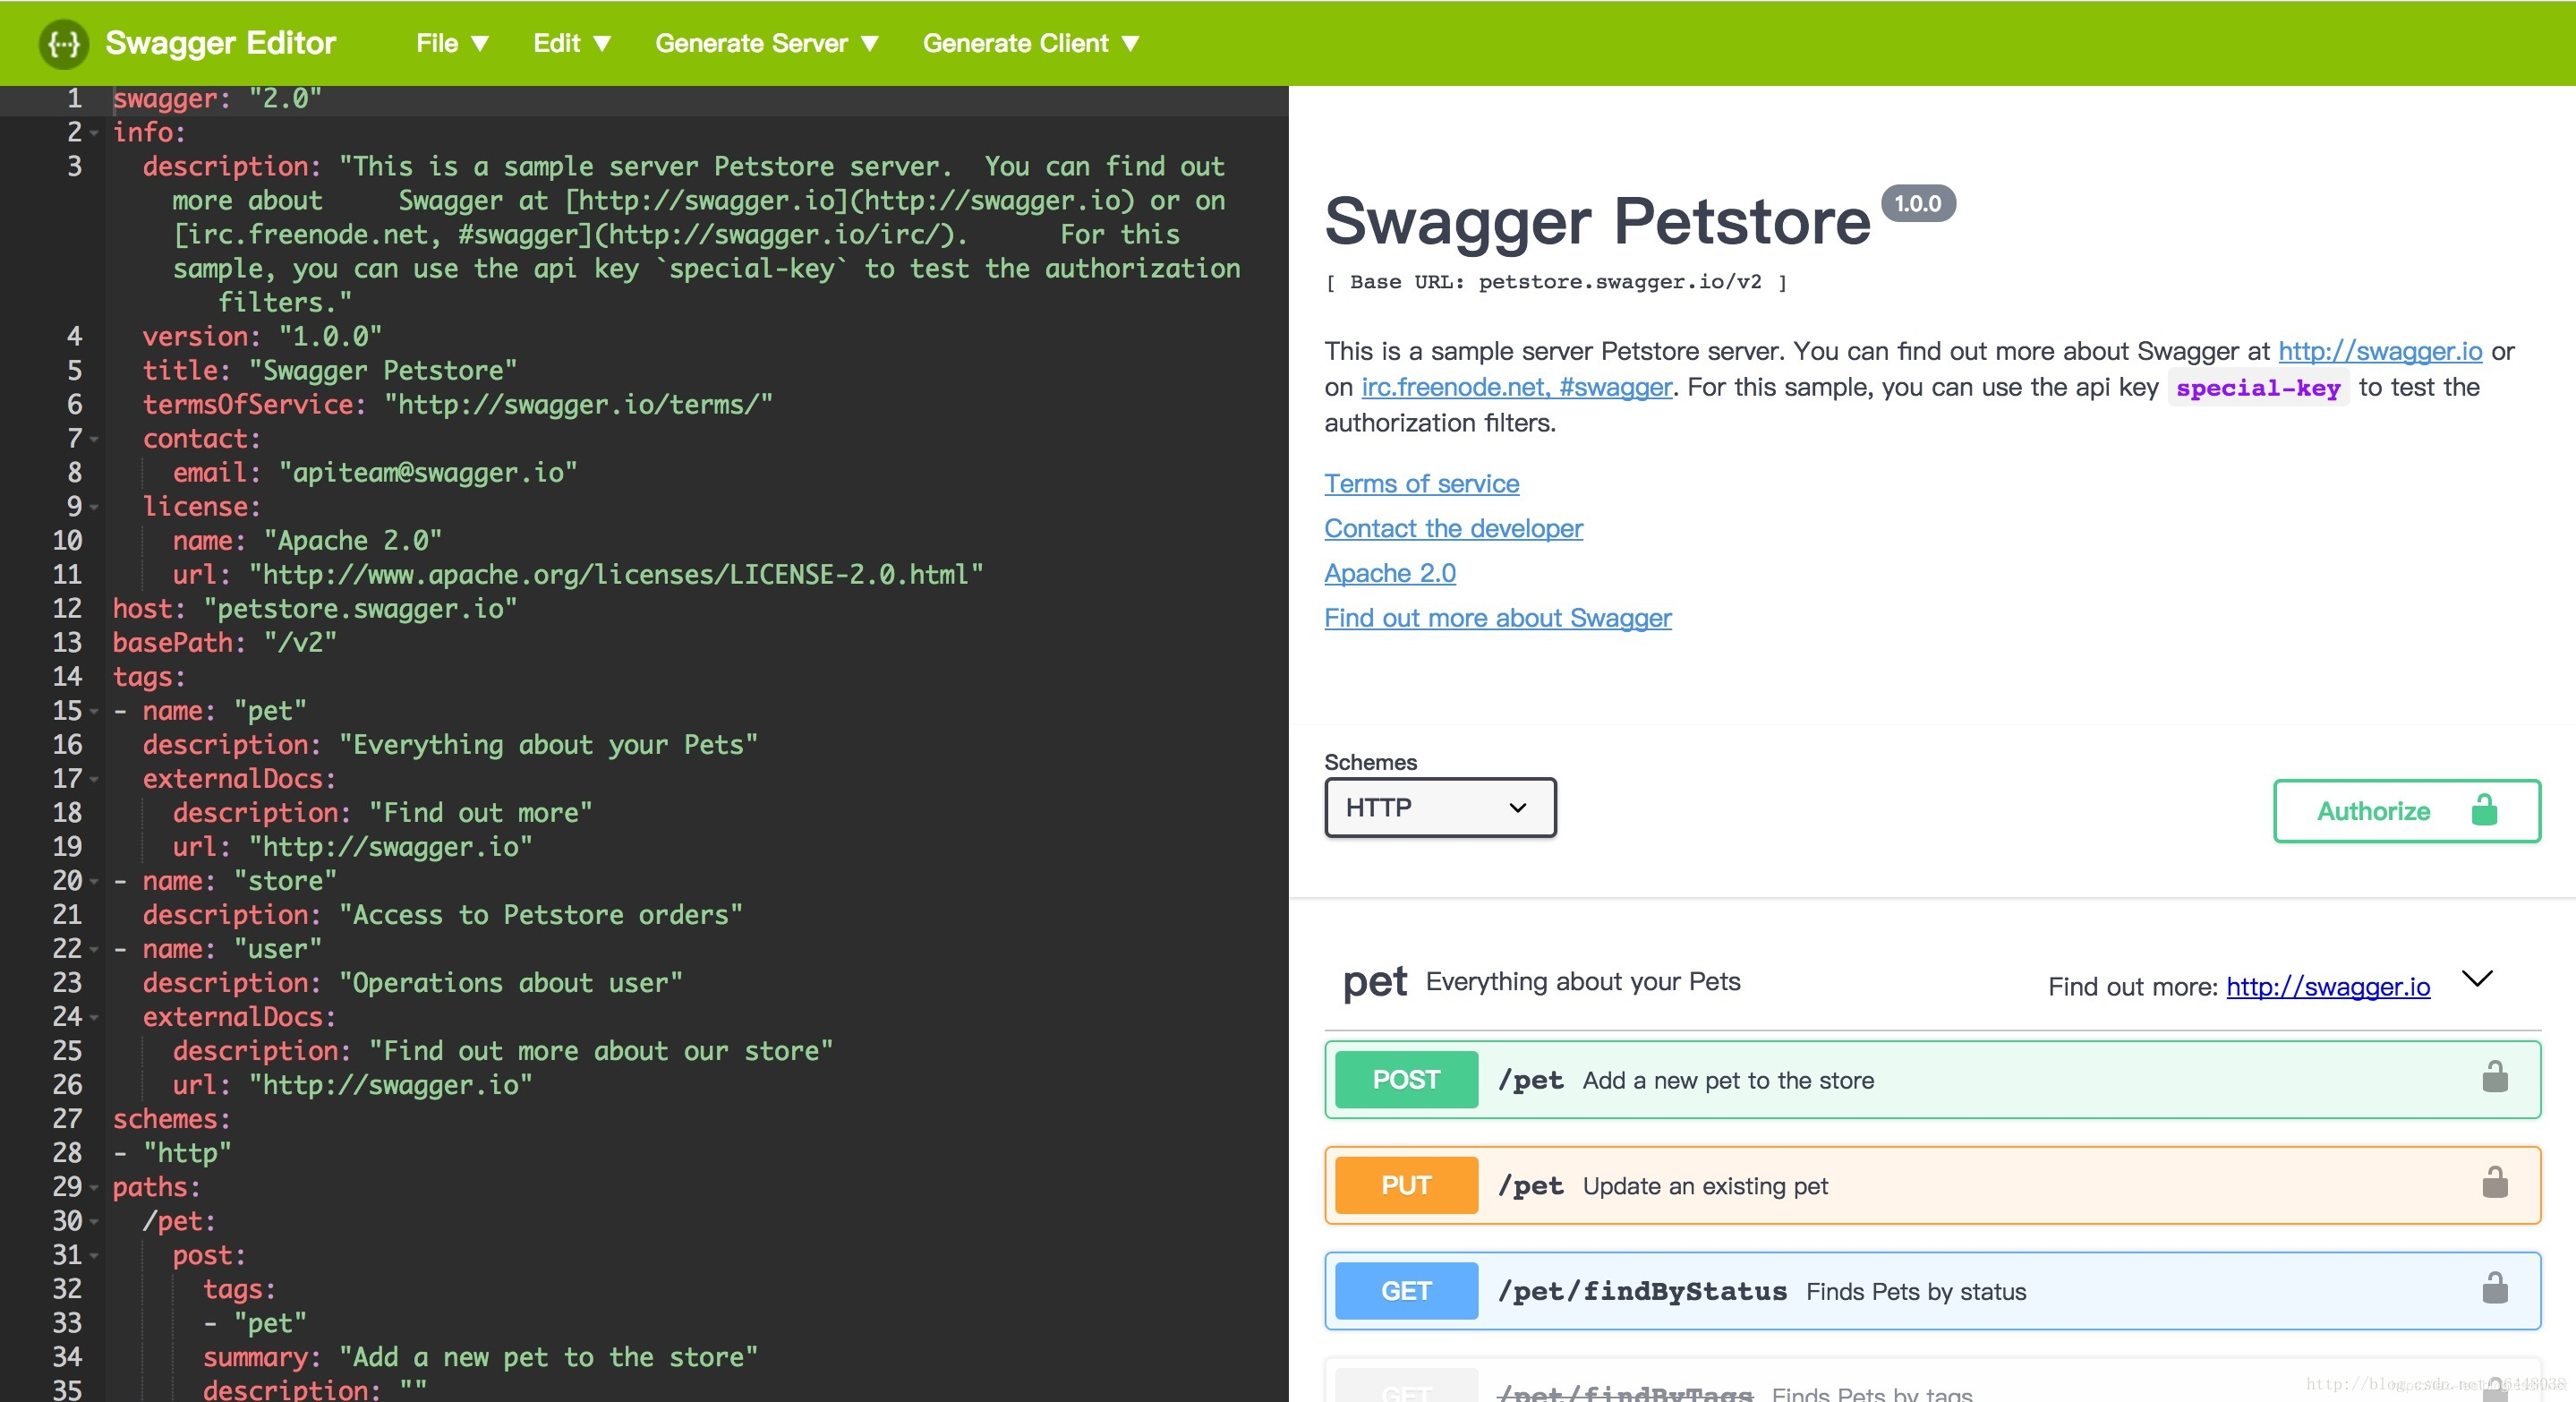 Swagger Editor File ▼ Edit ▼ Generate Server ▼ Generate Client ▼
1 swagger: "2.0"
2 info:
3 description: "This is a sample server Petstore server.  You can find out
more about     Swagger at [http://swagger.io](http://swagger.io) or on
[irc.freenode.net, #swagger](http://swagger.io/irc/).      For this
sample, you can use the api key `special-key` to test the authorization
filters."
4 version: "1.0.0"
5 title: "Swagger Petstore"
6 termsOfService: "http://swagger.io/terms/"
7 contact:
8 email: "apiteam@swagger.io"
9 license:
10 name: "Apache 2.0"
11 url: "http://www.apache.org/licenses/LICENSE-2.0.html"
12 host: "petstore.swagger.io"
13 basePath: "/v2"
14 tags:
15 - name: "pet"
16 description: "Everything about your Pets"
17 externalDocs:
18 description: "Find out more"
19 url: "http://swagger.io"
20 - name: "store"
21 description: "Access to Petstore orders"
22 - name: "user"
23 description: "Operations about user"
24 externalDocs:
25 description: "Find out more about our store"
26 url: "http://swagger.io"
27 schemes:
28 - "http"
29 paths:
30 /pet:
31 post:
32 tags:
33 - "pet"
34 summary: "Add a new pet to the store"
35 description: ""
Swagger Petstore 1.0.0
[ Base URL: petstore.swagger.io/v2 ]
This is a sample server Petstore server. You can find out more about Swagger at http://swagger.io or
on irc.freenode.net, #swagger. For this sample, you can use the api key special-key to test the
authorization filters.
Terms of service
Contact the developer
Apache 2.0
Find out more about Swagger
Schemes
HTTP
Authorize
pet Everything about your Pets Find out more: http://swagger.io
POST /pet Add a new pet to the store
PUT /pet Update an existing pet
GET /pet/findByStatus Finds Pets by status
GET /pet/findByTags Finds Pets by tags